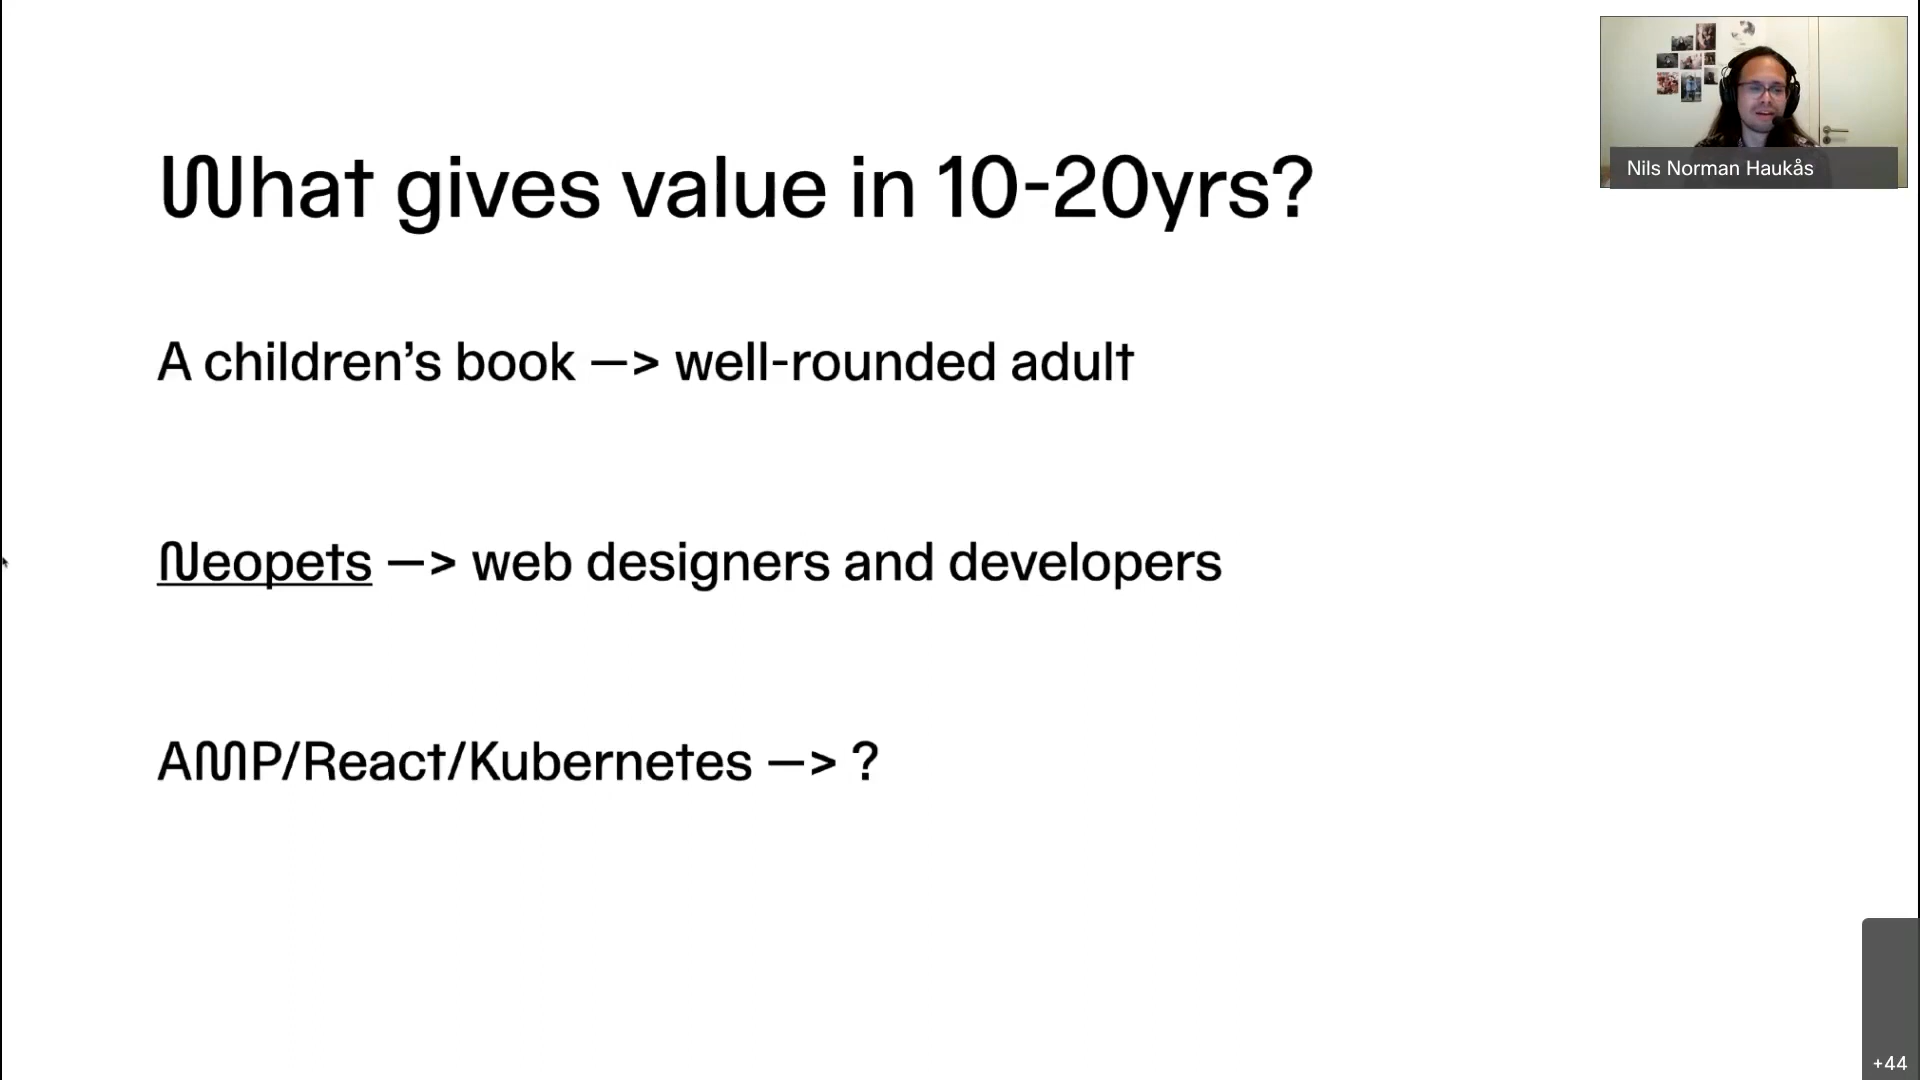 What gives value in 10-20yrs?
Nils Norman Haukås
A children’s book —> well-rounded adult
Neopets —> web designers and developers
AMP/React/Kubernetes —> ?
+44